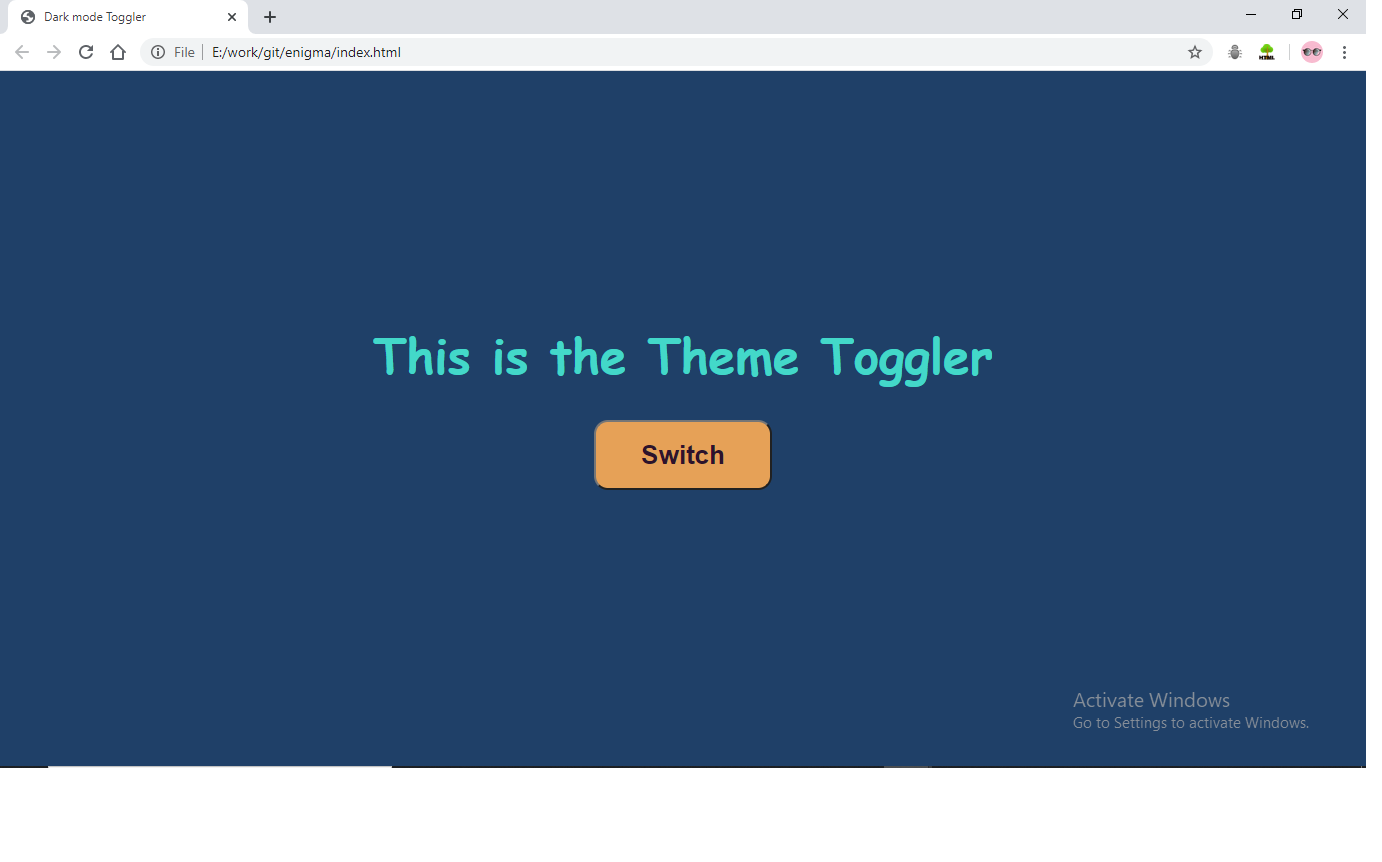 Dark mode Toggler
File E:/work/git/enigma/index.html
HTML
This is the Theme Toggler
Switch
Activate Windows
Go to Settings to activate Windows.